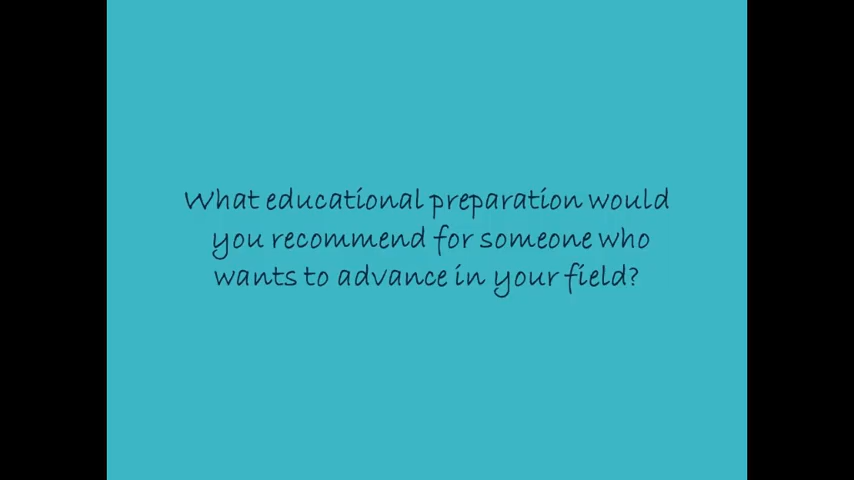 What educational preparation would
you recommend for someone who
wants to advance in your field?